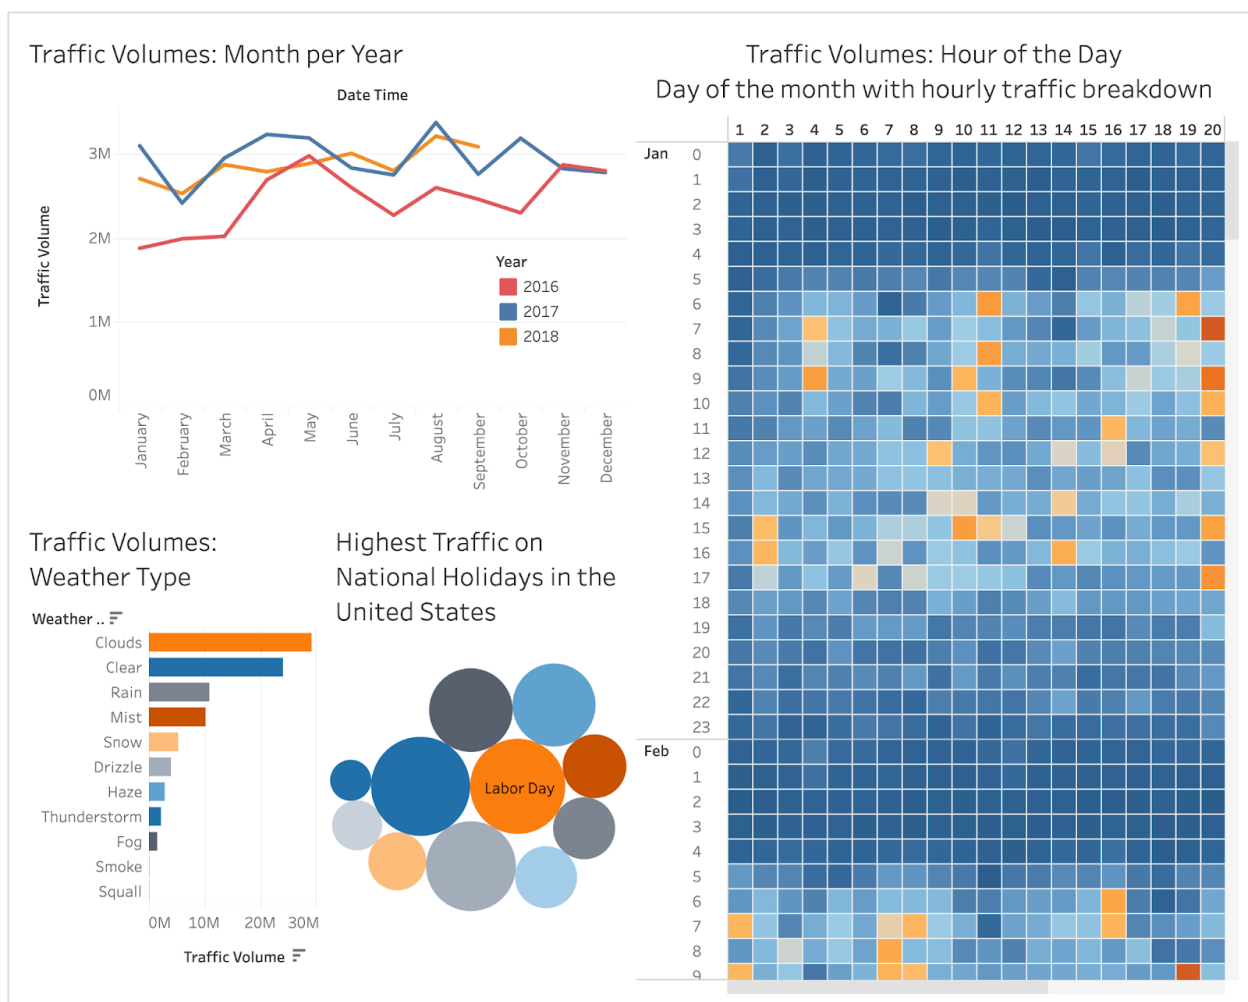 Traffic Volumes: Month per Year
Date Time
3M
2M
1M
0M
Traffic Volume
Year
2016
2017
2018
January
February
March
April
May
June
July
August
September
October
November
December
Traffic Volumes:
Weather Type
Weather ..
Clouds
Clear
Rain
Mist
Snow
Drizzle
Haze
Thunderstorm
Fog
Smoke
Squall
0M 10M 20M 30M
Traffic Volume
Highest Traffic on
National Holidays in the
United States
Labor Day
Traffic Volumes: Hour of the Day
Day of the month with hourly traffic breakdown
1 2 3 4 5 6 7 8 9 10 11 12 13 14 15 16 17 18 19 20
Jan 0
1
2
3
4
5
6
7
8
9
10
11
12
13
14
15
16
17
18
19
20
21
22
23
Feb 0
1
2
3
4
5
6
7
8
9